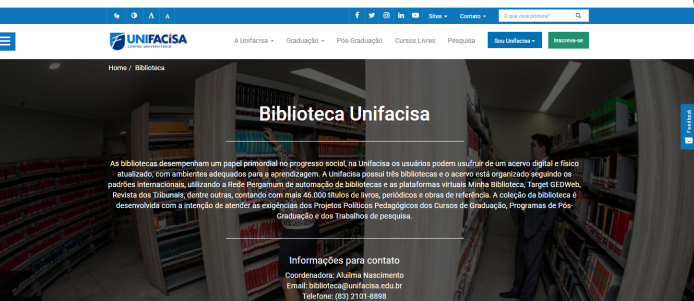 A A
Sites
Contato
O que você procura?
UNIFACISA
CENTRO UNIVERSITÁRIO
A Unifacisa
Graduação
Pós-Graduação
Cursos Livres
Pesquisa
Sou Unifacisa
Inscreva-se
Home / Biblioteca
Feedback
Biblioteca Unifacisa
As bibliotecas desempenham um papel primordial no progresso social, na Unifacisa os usuários podem usufruir de um acervo digital e físico
atualizado, com ambientes adequados para a aprendizagem. A Unifacisa possui três bibliotecas e o acervo está organizado seguindo os
padrões internacionais, utilizando a Rede Pergamum de automação de bibliotecas e as plataformas virtuais Minha Biblioteca, Target GEDWeb,
Revista dos Tribunais, dentre outras, contando com mais 46.000 títulos de livros, periódicos e obras de referência. A coleção da biblioteca é
desenvolvida com a intenção de atender às exigências dos Projetos Políticos Pedagógicos dos Cursos de Graduação, Programas de Pós-
Graduação e dos Trabalhos de pesquisa.
Informações para contato
Coordenadora: Aluílma Nascimento
Email: biblioteca@unifacisa.edu.br
Telefone: (83) 2101-8898